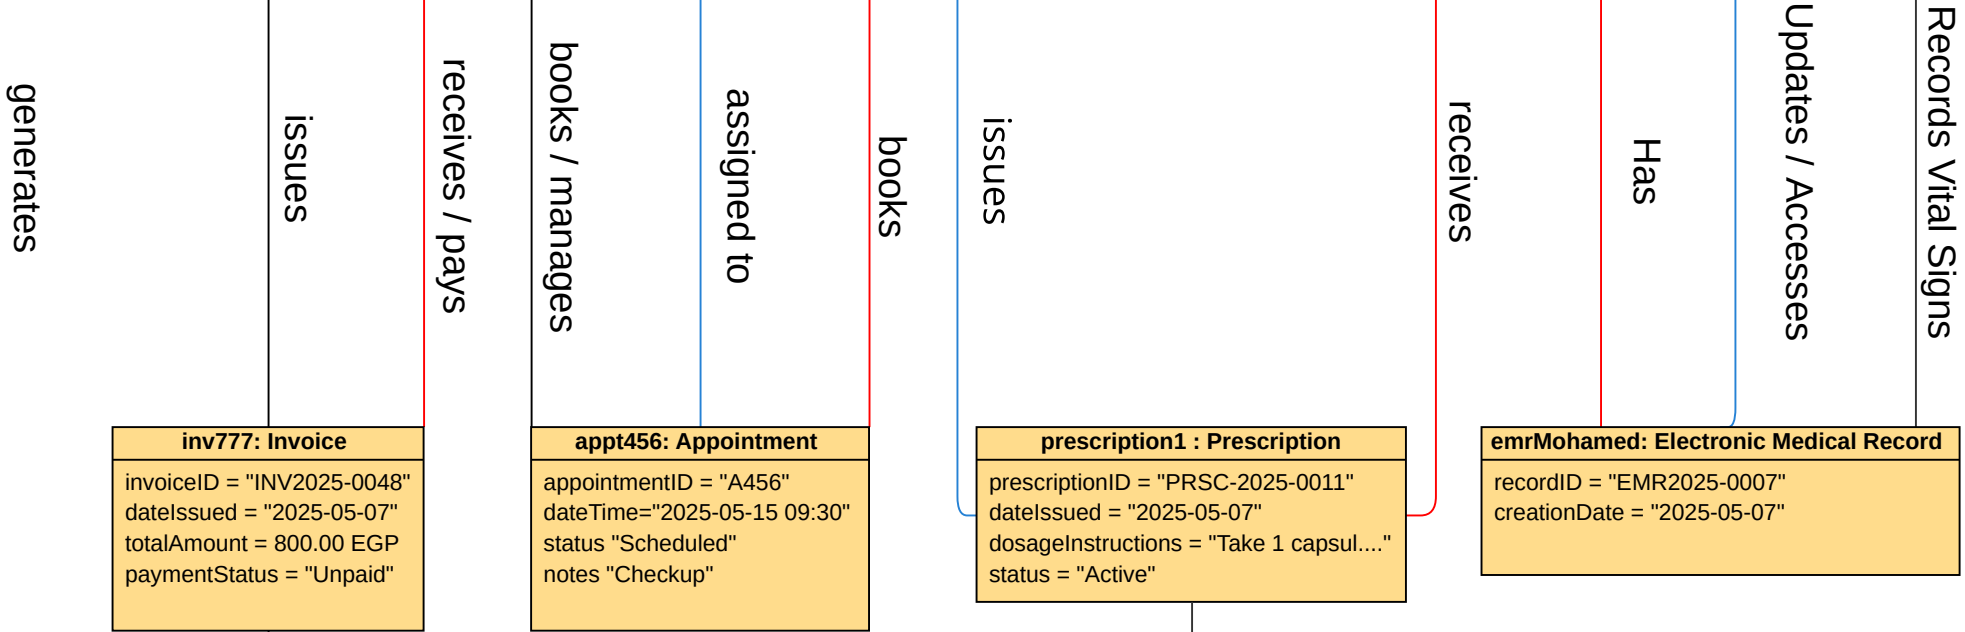 generates
issues
receives / pays
books / manages
assigned to
books
issues
receives
Has
Updates / Accesses
Records Vital Signs
inv777: Invoice
invoiceID = "INV2025-0048"
dateIssued = "2025-05-07"
totalAmount = 800.00 EGP
paymentStatus = "Unpaid"
appt456: Appointment
appointmentID = "A456"
dateTime="2025-05-15 09:30"
status "Scheduled"
notes "Checkup"
prescription1 : Prescription
prescriptionID = "PRSC-2025-0011"
dateIssued = "2025-05-07"
dosageInstructions = "Take 1 capsul...."
status = "Active"
emrMohamed: Electronic Medical Record
recordID = "EMR2025-0007"
creationDate = "2025-05-07"